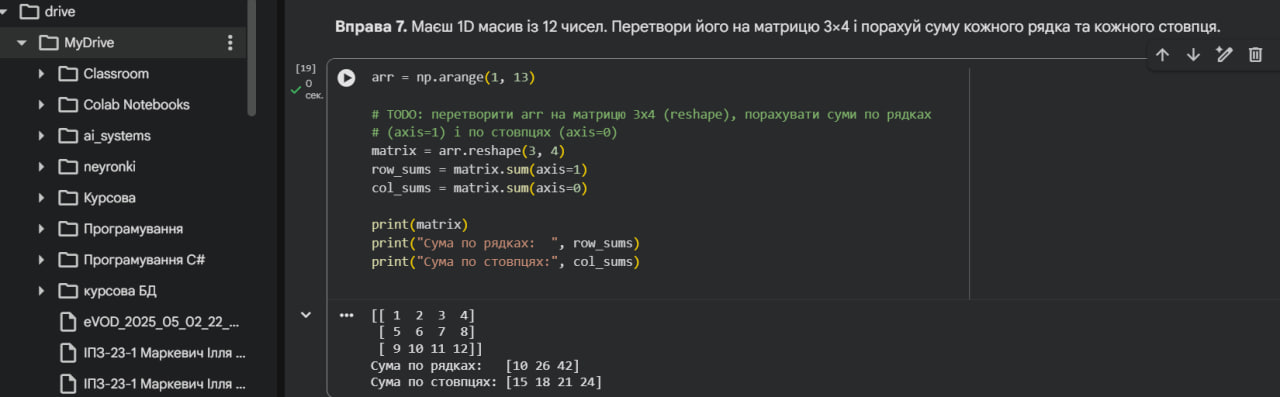 drive
MyDrive
Classroom
Colab Notebooks
ai_systems
neyronki
Курсова
Програмування
Програмування C#
курсова БД
eVOD_2025_05_02_22_...
ІПЗ-23-1 Маркевич Ілля ...
ІПЗ-23-1 Маркевич Ілля ...
Вправа 7. Маєш 1D масив із 12 чисел. Перетвори його на матрицю 3×4 і порахуй суму кожного рядка та кожного стовпця.
[19]
0
сек.
arr = np.arange(1, 13)
# TODO: перетворити arr на матрицю 3x4 (reshape), порахувати суми по рядках
# (axis=1) і по стовпцях (axis=0)
matrix = arr.reshape(3, 4)
row_sums = matrix.sum(axis=1)
col_sums = matrix.sum(axis=0)
print(matrix)
print("Сума по рядках:  ", row_sums)
print("Сума по стовпцях:", col_sums)
[[ 1  2  3  4]
 [ 5  6  7  8]
 [ 9 10 11 12]]
Сума по рядках:   [10 26 42]
Сума по стовпцях: [15 18 21 24]